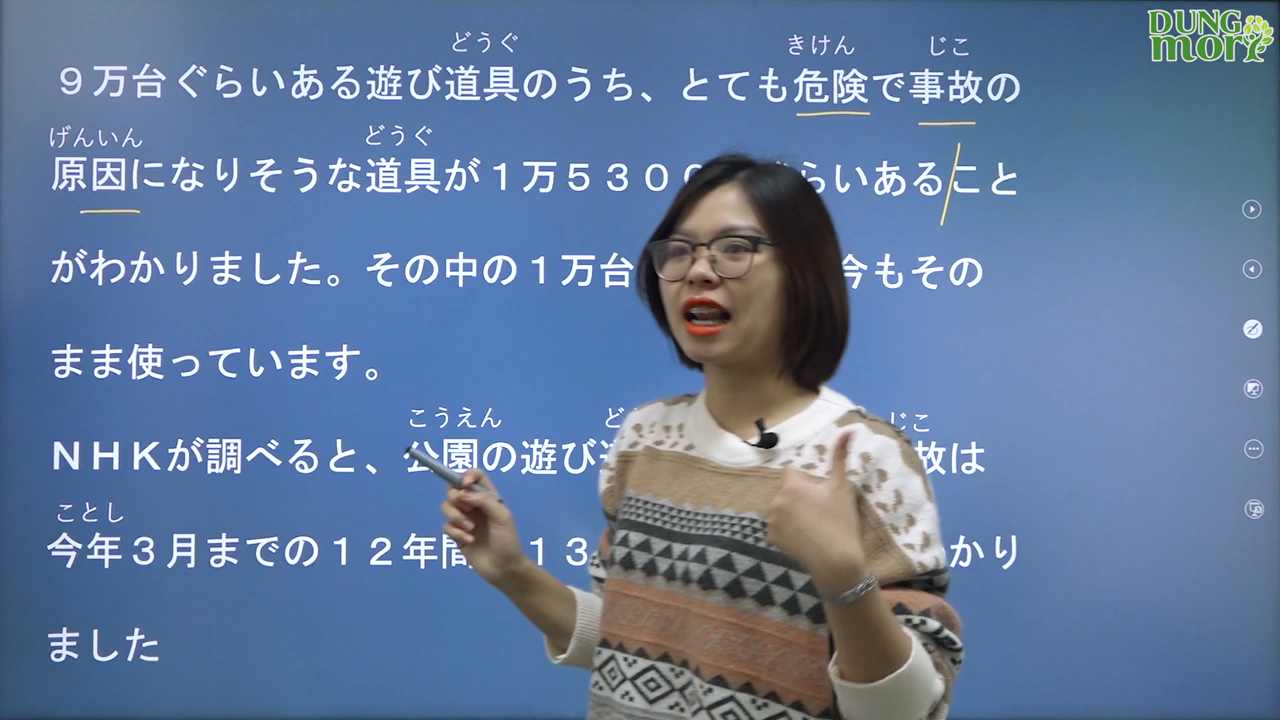 DUNG
mori
どうぐ きけん じこ
９万台ぐらいある遊び道具のうち、とても危険で事故の
げんいん どうぐ
原因になりそうな道具が１万５３００ らいあること
がわかりました。その中の１万台 今もその
まま使っています。
こうえん じこ
ＮＨＫが調べると、公園の遊び 故は
ことし
今年３月までの１２年間 13 かり
ました